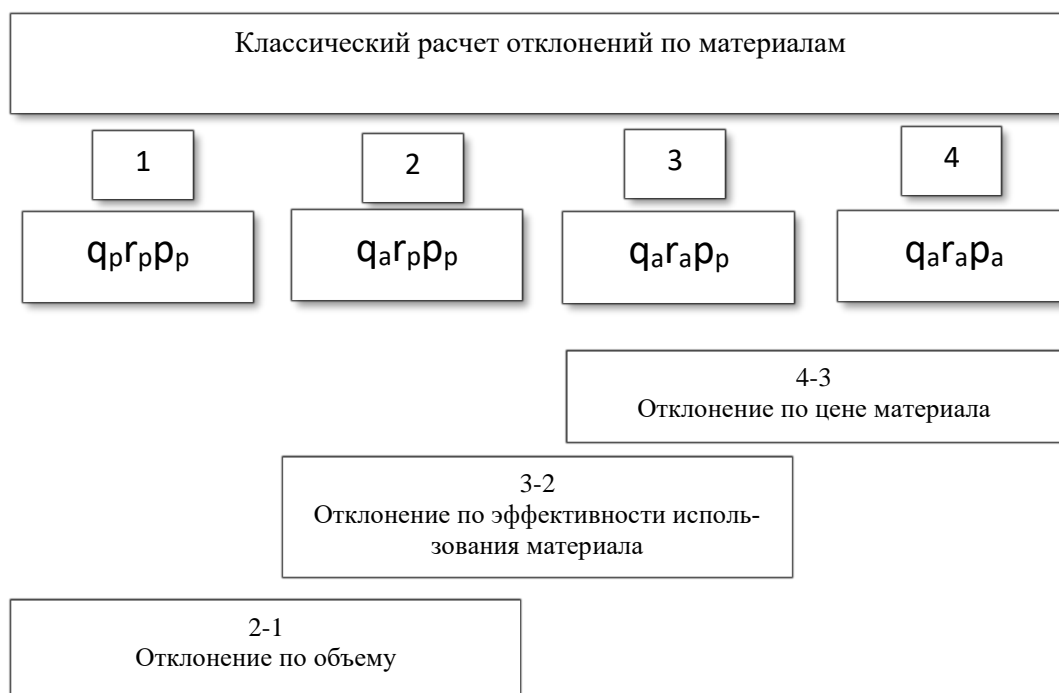 Классический расчет отклонений по материалам
1 2 3 4
qₚrₚpₚ qₐrₚpₚ qₐrₐpₚ qₐrₐpₐ
4-3
Отклонение по цене материала
3-2
Отклонение по эффективности исполь-
зования материала
2-1
Отклонение по объему